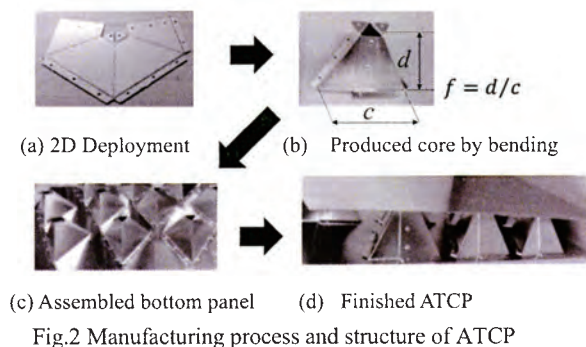 d
f = d/c
c
(a) 2D Deployment
(b) Produced core by bending
(c) Assembled bottom panel
(d) Finished ATCP
Fig.2 Manufacturing process and structure of ATCP